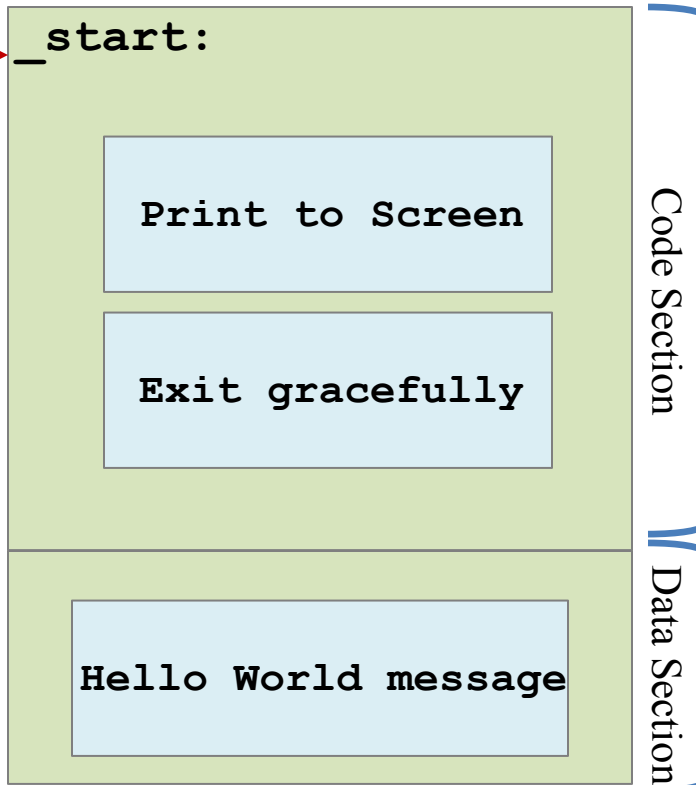 _start:
Print to Screen
Exit gracefully
Code Section
Hello World message
Data Section